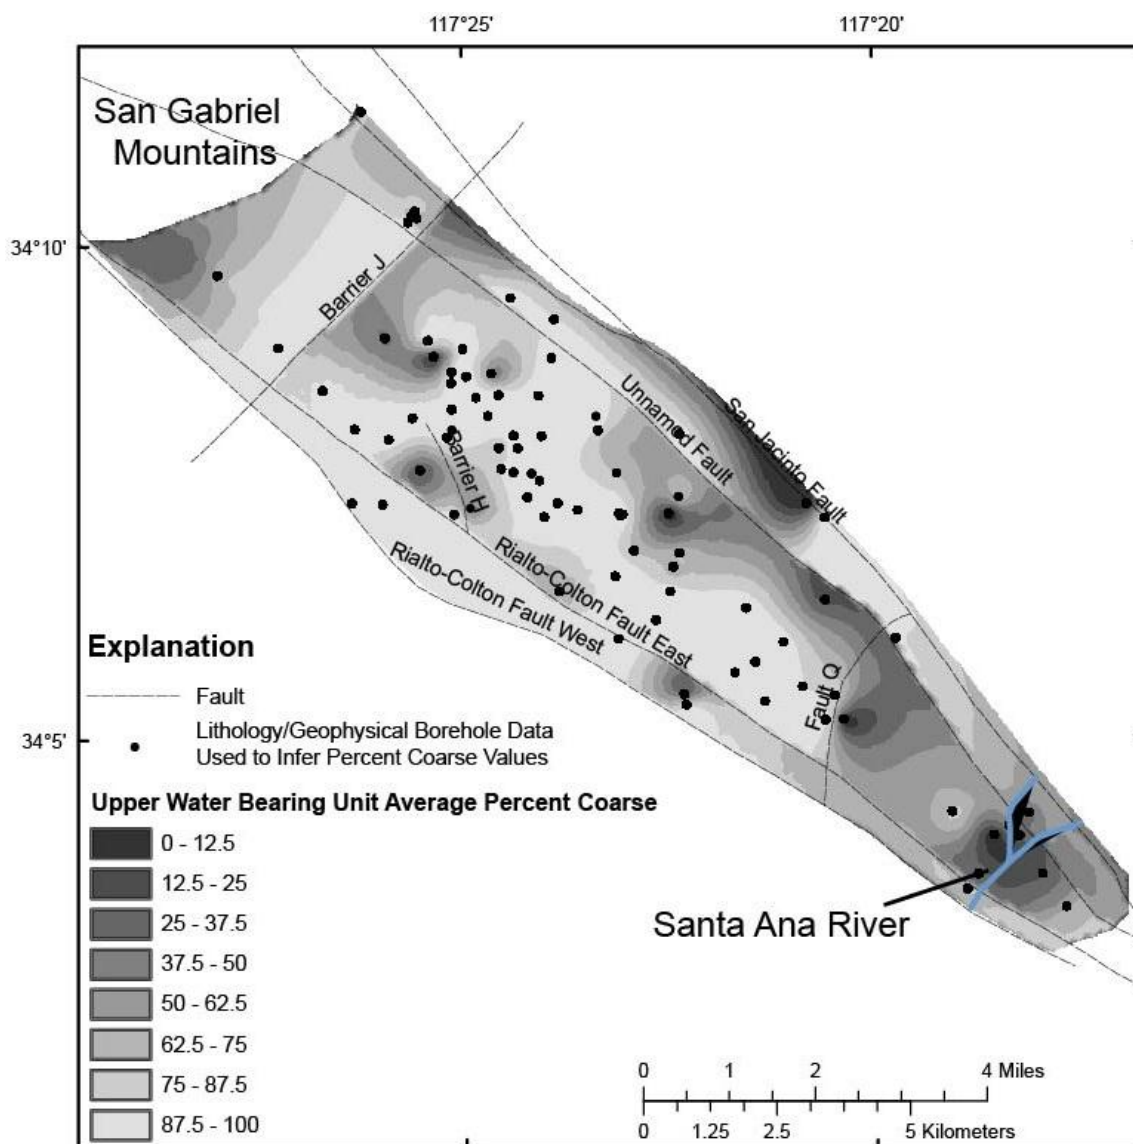 117°25'
117°20'
San Gabriel
Mountains
34°10'
Barrier J
Unnamed Fault
San Jacinto Fault
Barrier H
Rialto-Colton Fault East
Rialto-Colton Fault West
Explanation
Fault
Fault Q
Lithology/Geophysical Borehole Data
Used to Infer Percent Coarse Values
34°5'
Upper Water Bearing Unit Average Percent Coarse
0 - 12.5
12.5 - 25
25 - 37.5
37.5 - 50
50 - 62.5
62.5 - 75
75 - 87.5
87.5 - 100
Santa Ana River
0 1 2 4 Miles
0 1.25 2.5 5 Kilometers